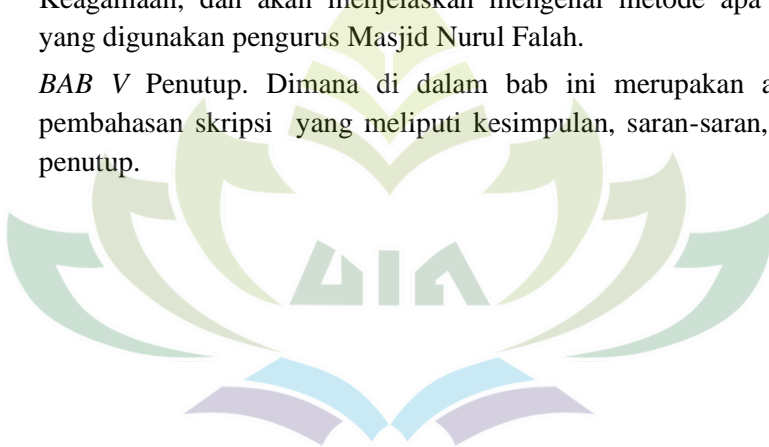 Keagamaan, dan akan menjelaskan mengenai metode apa
yang digunakan pengurus Masjid Nurul Falah.
BAB V Penutup. Dimana di dalam bab ini merupakan a
pembahasan skripsi yang meliputi kesimpulan, saran-saran,
penutup.
UIN